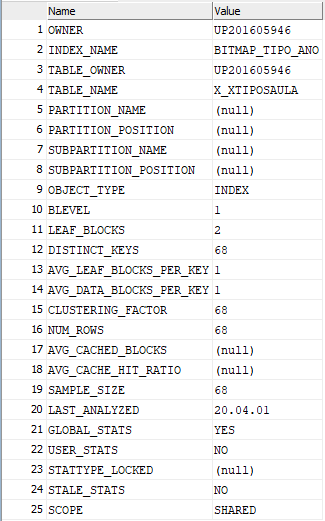 Name Value
1 OWNER UP201605946
2 INDEX_NAME BITMAP_TIPO_ANO
3 TABLE_OWNER UP201605946
4 TABLE_NAME X_XTIPOSAULA
5 PARTITION_NAME (null)
6 PARTITION_POSITION (null)
7 SUBPARTITION_NAME (null)
8 SUBPARTITION_POSITION (null)
9 OBJECT_TYPE INDEX
10 BLEVEL 1
11 LEAF_BLOCKS 2
12 DISTINCT_KEYS 68
13 AVG_LEAF_BLOCKS_PER_KEY 1
14 AVG_DATA_BLOCKS_PER_KEY 1
15 CLUSTERING_FACTOR 68
16 NUM_ROWS 68
17 AVG_CACHED_BLOCKS (null)
18 AVG_CACHE_HIT_RATIO (null)
19 SAMPLE_SIZE 68
20 LAST_ANALYZED 20.04.01
21 GLOBAL_STATS YES
22 USER_STATS NO
23 STATTYPE_LOCKED (null)
24 STALE_STATS NO
25 SCOPE SHARED